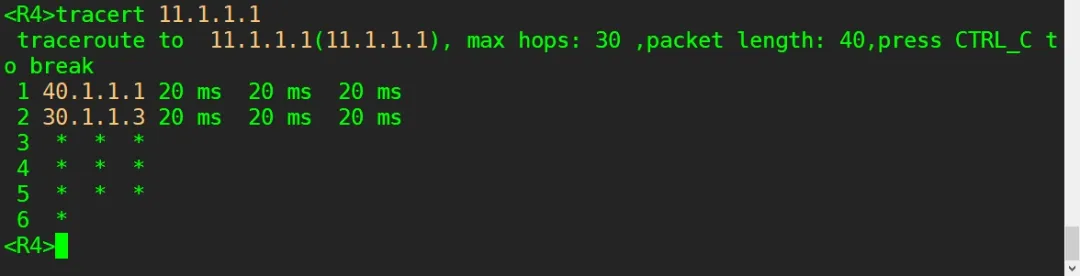 <R4>tracert 11.1.1.1
 traceroute to  11.1.1.1(11.1.1.1), max hops: 30 ,packet length: 40,press CTRL_C t
o break
 1 40.1.1.1 20 ms  20 ms  20 ms
 2 30.1.1.3 20 ms  20 ms  20 ms
 3  *  *  *
 4  *  *  *
 5  *  *  *
 6  *
<R4>